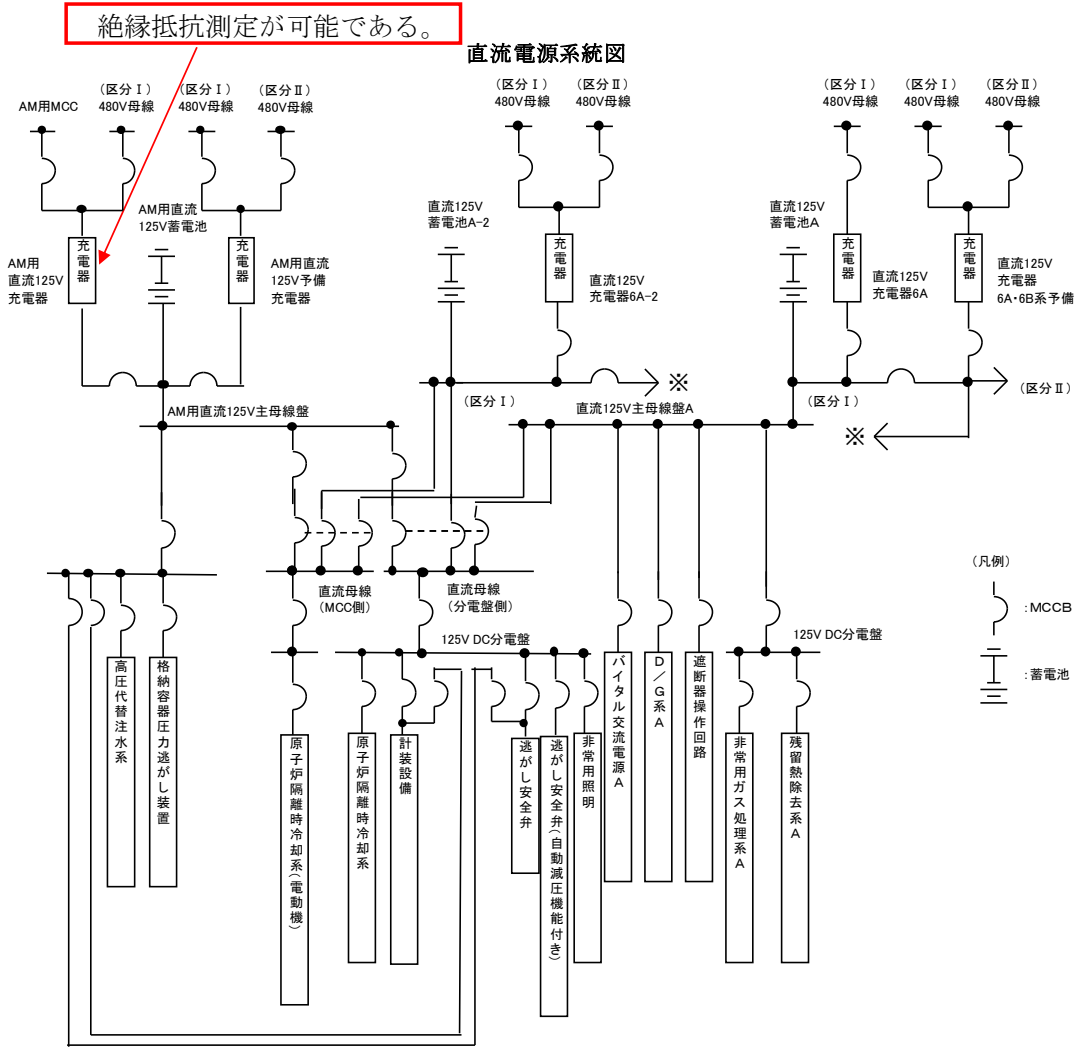 絶縁抵抗測定が可能である。
直流電源系統図
AM用MCC
(区分Ⅰ)
480V母線
(区分Ⅰ)
480V母線
(区分Ⅱ)
480V母線
(区分Ⅰ)
480V母線
(区分Ⅱ)
480V母線
(区分Ⅰ)
480V母線
(区分Ⅰ)
480V母線
(区分Ⅱ)
480V母線
AM用
直流125V
充電器
充電器
AM用直流
125V蓄電池
充電器
AM用直流
125V予備
充電器
直流125V
蓄電池A-2
充電器
直流125V
充電器6A-2
直流125V
蓄電池A
充電器
直流125V
充電器6A
充電器
直流125V
充電器
6A・6B系予備
※
(区分Ⅱ)
(区分Ⅰ)
(区分Ⅰ)
AM用直流125V主母線盤
直流125V主母線盤A
※
直流母線
(MCC側)
直流母線
(分電盤側)
(凡例)
:MCCB
:蓄電池
125V DC分電盤
125V DC分電盤
高圧代替注水系
格納容器圧力逃がし装置
原子炉隔離時冷却系(電動機)
原子炉隔離時冷却系
計装設備
逃がし安全弁
逃がし安全弁(自動減圧機能付き)
非常用照明
バイタル交流電源A
D/G系A
遮断器操作回路
非常用ガス処理系A
残留熱除去系A